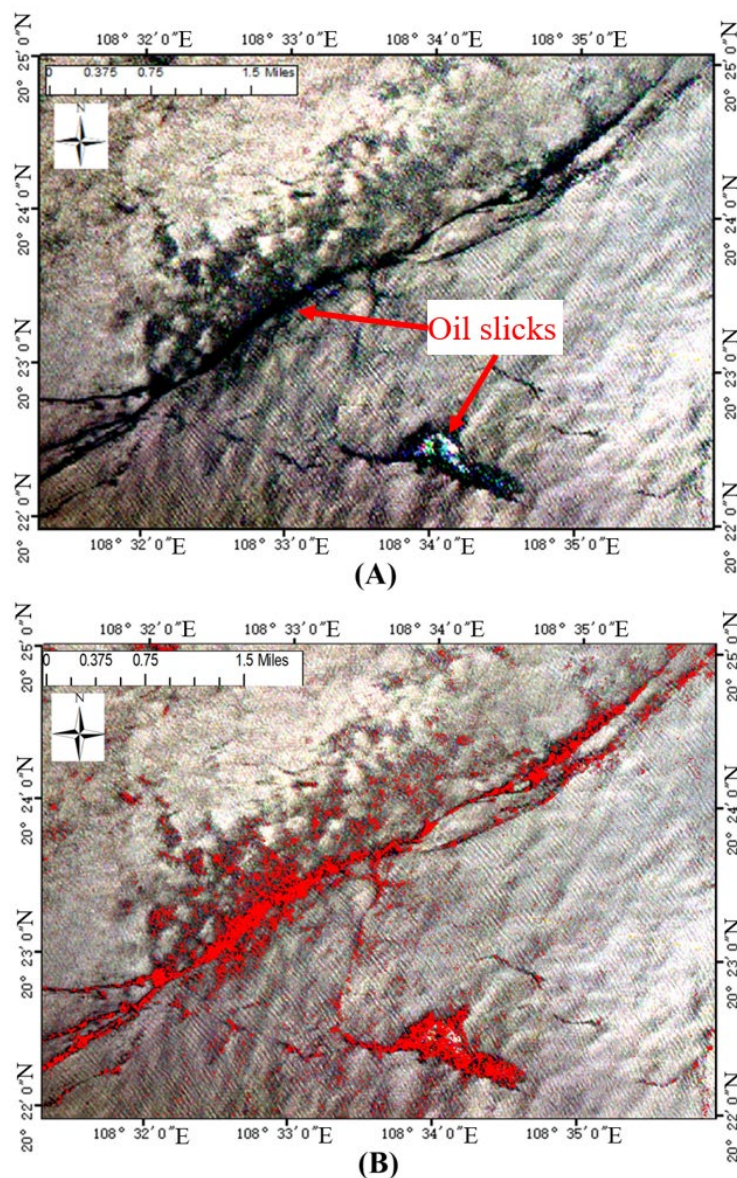 108° 32′ 0″E 108° 33′ 0″E 108° 34′ 0″E 108° 35′ 0″E
0 0.375 0.75 1.5 Miles
N
20° 25′ 0″N
20° 24′ 0″N
20° 23′ 0″N
20° 22′ 0″N
Oil slicks
20° 25′ 0″N
20° 24′ 0″N
20° 23′ 0″N
20° 22′ 0″N
108° 32′ 0″E 108° 33′ 0″E 108° 34′ 0″E 108° 35′ 0″E
(A)
108° 32′ 0″E 108° 33′ 0″E 108° 34′ 0″E 108° 35′ 0″E
0 0.375 0.75 1.5 Miles
N
20° 25′ 0″N
20° 24′ 0″N
20° 23′ 0″N
20° 22′ 0″N
20° 25′ 0″N
20° 24′ 0″N
20° 23′ 0″N
20° 22′ 0″N
108° 32′ 0″E 108° 33′ 0″E 108° 34′ 0″E 108° 35′ 0″E
(B)